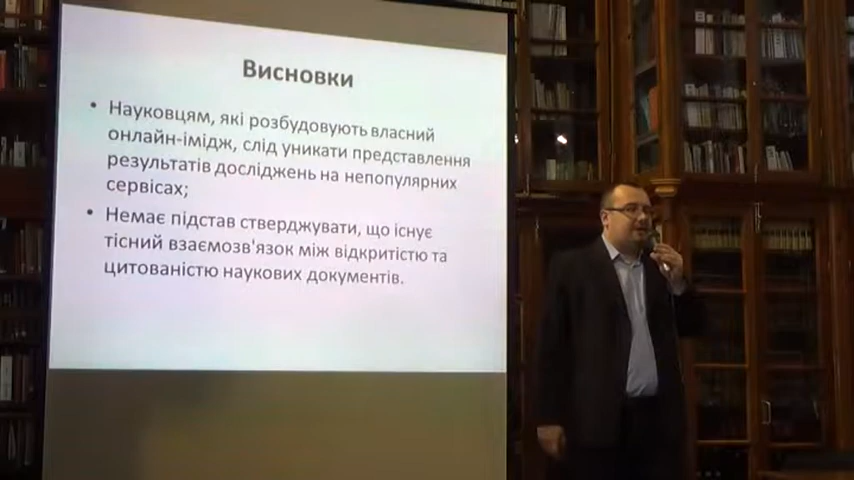 Висновки
• Науковцям, які розбудовують власний
онлайн-імідж, слід уникати представлення
результатів досліджень на непопулярних
сервісах;
• Немає підстав стверджувати, що існує
тісний взаємозв'язок між відкритістю та
цитованістю наукових документів.